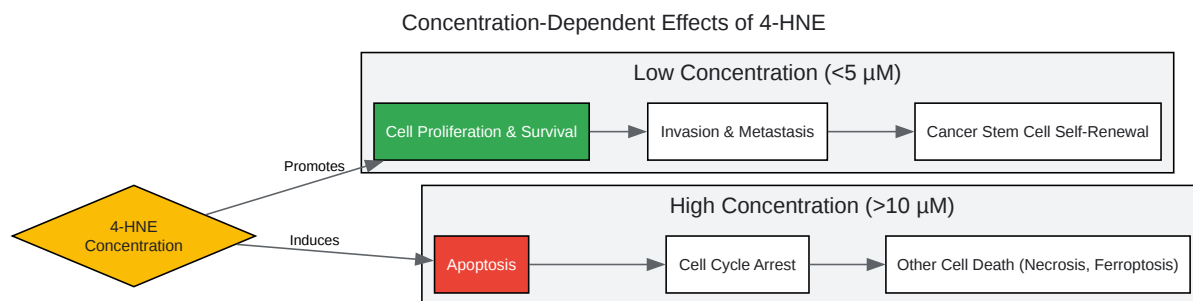 Concentration-Dependent Effects of 4-HNE
Low Concentration (<5 µM)
Cell Proliferation & Survival
Invasion & Metastasis
Cancer Stem Cell Self-Renewal
Promotes
4-HNE
Concentration
Induces
High Concentration (>10 µM)
Apoptosis
Cell Cycle Arrest
Other Cell Death (Necrosis, Ferroptosis)